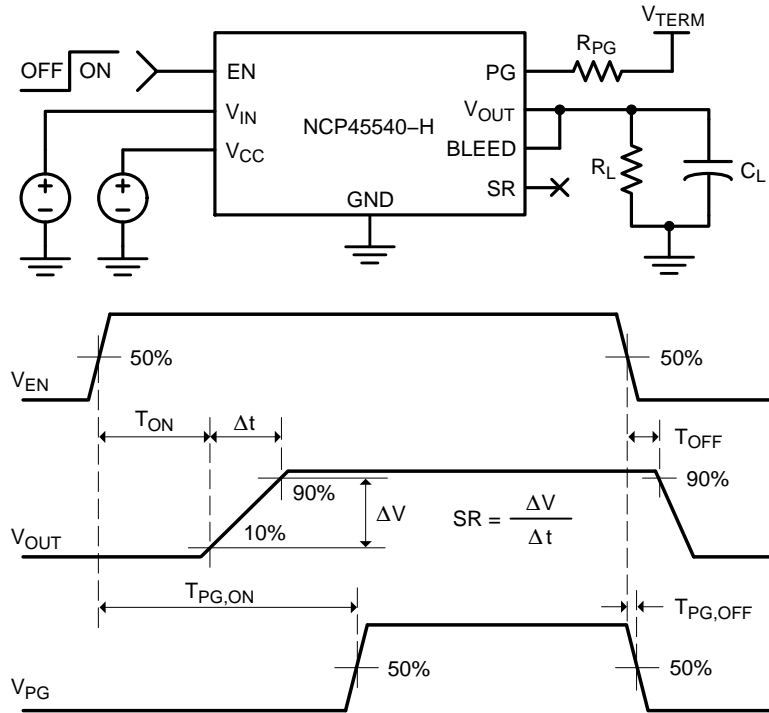 V_TERM
R_PG
OFF ON
EN
PG
V_IN
V_OUT
NCP45540–H
V_CC
BLEED
R_L
C_L
SR
GND
+
–
+
–
50%
50%
V_EN
T_ON
Δt
T_OFF
90%
ΔV
SR = ΔV
Δt
90%
10%
V_OUT
T_PG,ON
T_PG,OFF
50%
50%
V_PG